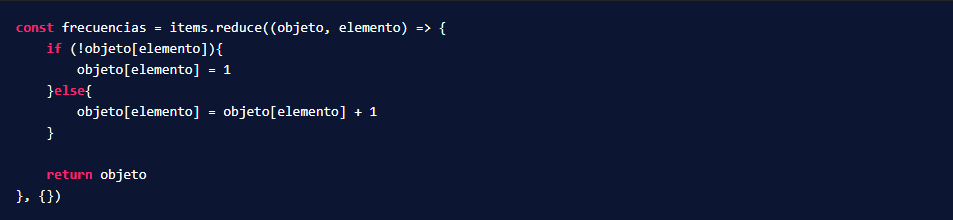 const frecuencias = items.reduce((objeto, elemento) => {
    if (!objeto[elemento]){
        objeto[elemento] = 1
    }else{
        objeto[elemento] = objeto[elemento] + 1
    }

    return objeto
}, {})